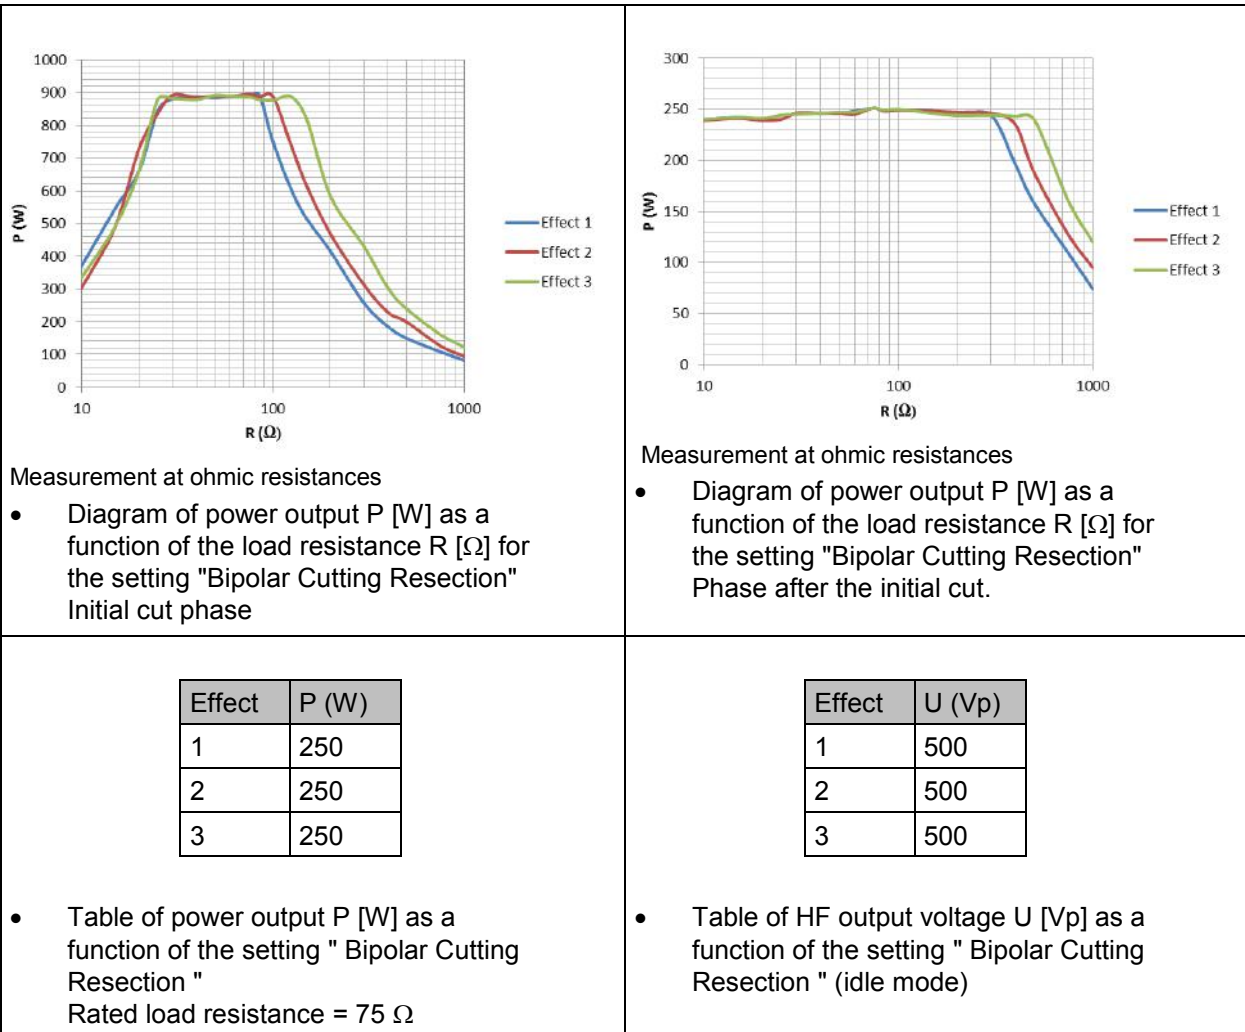 1000
900
800
700
600
500
400
300
200
100
0
P (W)
10
100
1000
R (Ω)
Effect 1
Effect 2
Effect 3
Measurement at ohmic resistances
• Diagram of power output P [W] as a
function of the load resistance R [Ω] for
the setting "Bipolar Cutting Resection"
Initial cut phase
300
250
200
150
100
50
0
P (W)
10
100
1000
R (Ω)
Effect 1
Effect 2
Effect 3
Measurement at ohmic resistances
• Diagram of power output P [W] as a
function of the load resistance R [Ω] for
the setting "Bipolar Cutting Resection"
Phase after the initial cut.
Effect P (W)
1 250
2 250
3 250
• Table of power output P [W] as a
function of the setting " Bipolar Cutting
Resection "
Rated load resistance = 75 Ω
Effect U (Vp)
1 500
2 500
3 500
• Table of HF output voltage U [Vp] as a
function of the setting " Bipolar Cutting
Resection " (idle mode)